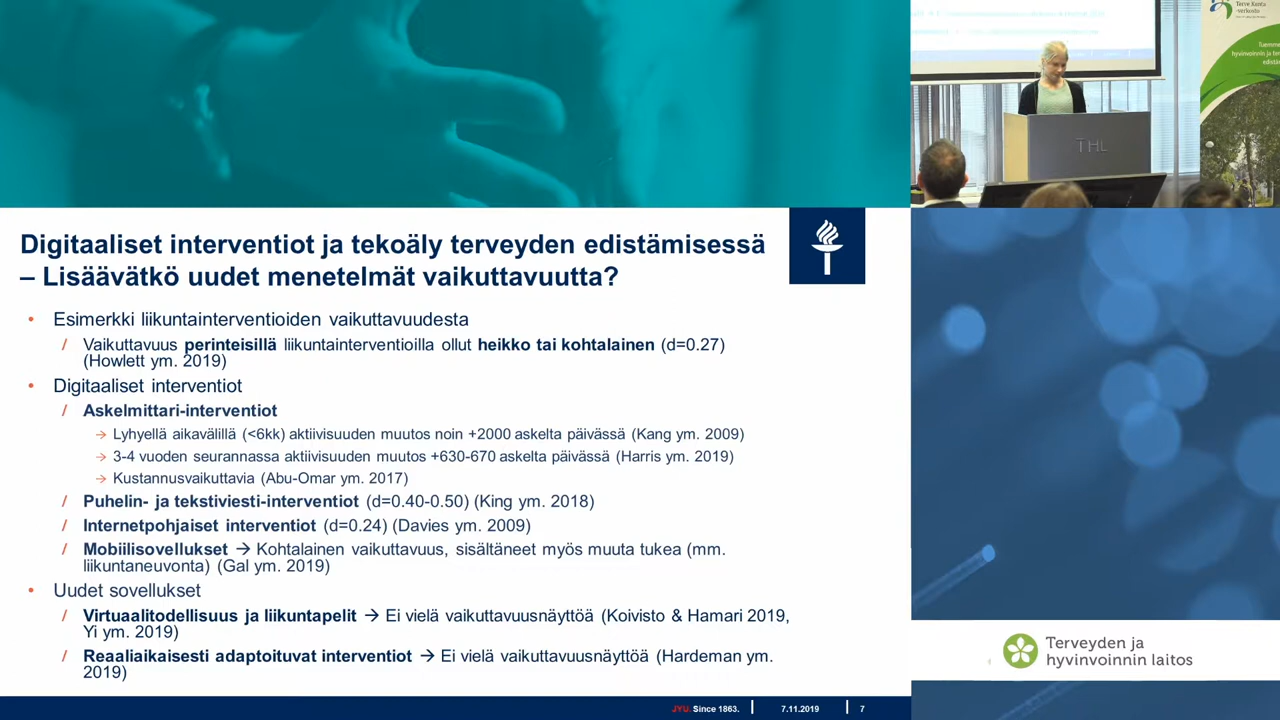 Terve Kunta
-verkosto
hyvinvoinnin ja
THL
Digitaaliset interventiot ja tekoäly terveyden edistämisessä
– Lisäävätkö uudet menetelmät vaikuttavuutta?
• Esimerkki liikuntainterventioiden vaikuttavuudesta
/ Vaikuttavuus perinteisillä liikuntainterventioilla ollut heikko tai kohtalainen (d=0.27)
(Howlett ym. 2019)
• Digitaaliset interventiot
/ Askelmittari-interventiot
→ Lyhyellä aikavälillä (<6kk) aktiivisuuden muutos noin +2000 askelta päivässä (Kang ym. 2009)
→ 3-4 vuoden seurannassa aktiivisuuden muutos +630-670 askelta päivässä (Harris ym. 2019)
→ Kustannusvaikuttavia (Abu-Omar ym. 2017)
/ Puhelin- ja tekstiviesti-interventiot (d=0.40-0.50) (King ym. 2018)
/ Internetpohjaiset interventiot (d=0.24) (Davies ym. 2009)
/ Mobiilisovellukset → Kohtalainen vaikuttavuus, sisältäneet myös muuta tukea (mm.
liikuntaneuvonta) (Gal ym. 2019)
• Uudet sovellukset
/ Virtuaalitodellisuus ja liikuntapelit → Ei vielä vaikuttavuusnäyttöä (Koivisto & Hamari 2019,
Yi ym. 2019)
/ Reaaliaikaisesti adaptoituvat interventiot → Ei vielä vaikuttavuusnäyttöä (Hardeman ym.
2019)
Terveyden ja
hyvinvoinnin laitos
JYU. Since 1863. 7.11.2019 7